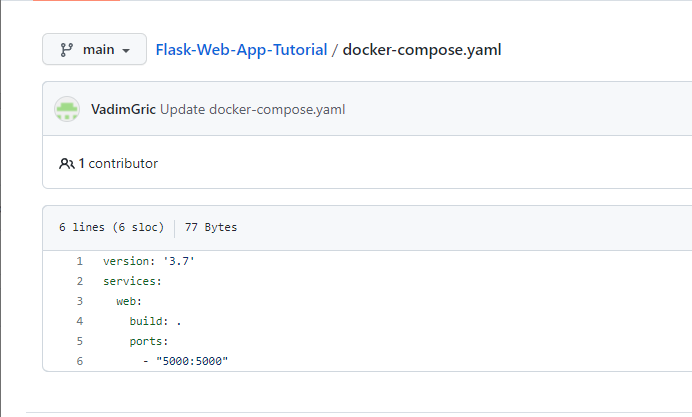 main
Flask-Web-App-Tutorial / docker-compose.yaml
VadimGric Update docker-compose.yaml
1 contributor
6 lines (6 sloc) 77 Bytes
1 version: '3.7'
2 services:
3   web:
4     build: .
5     ports:
6       - "5000:5000"